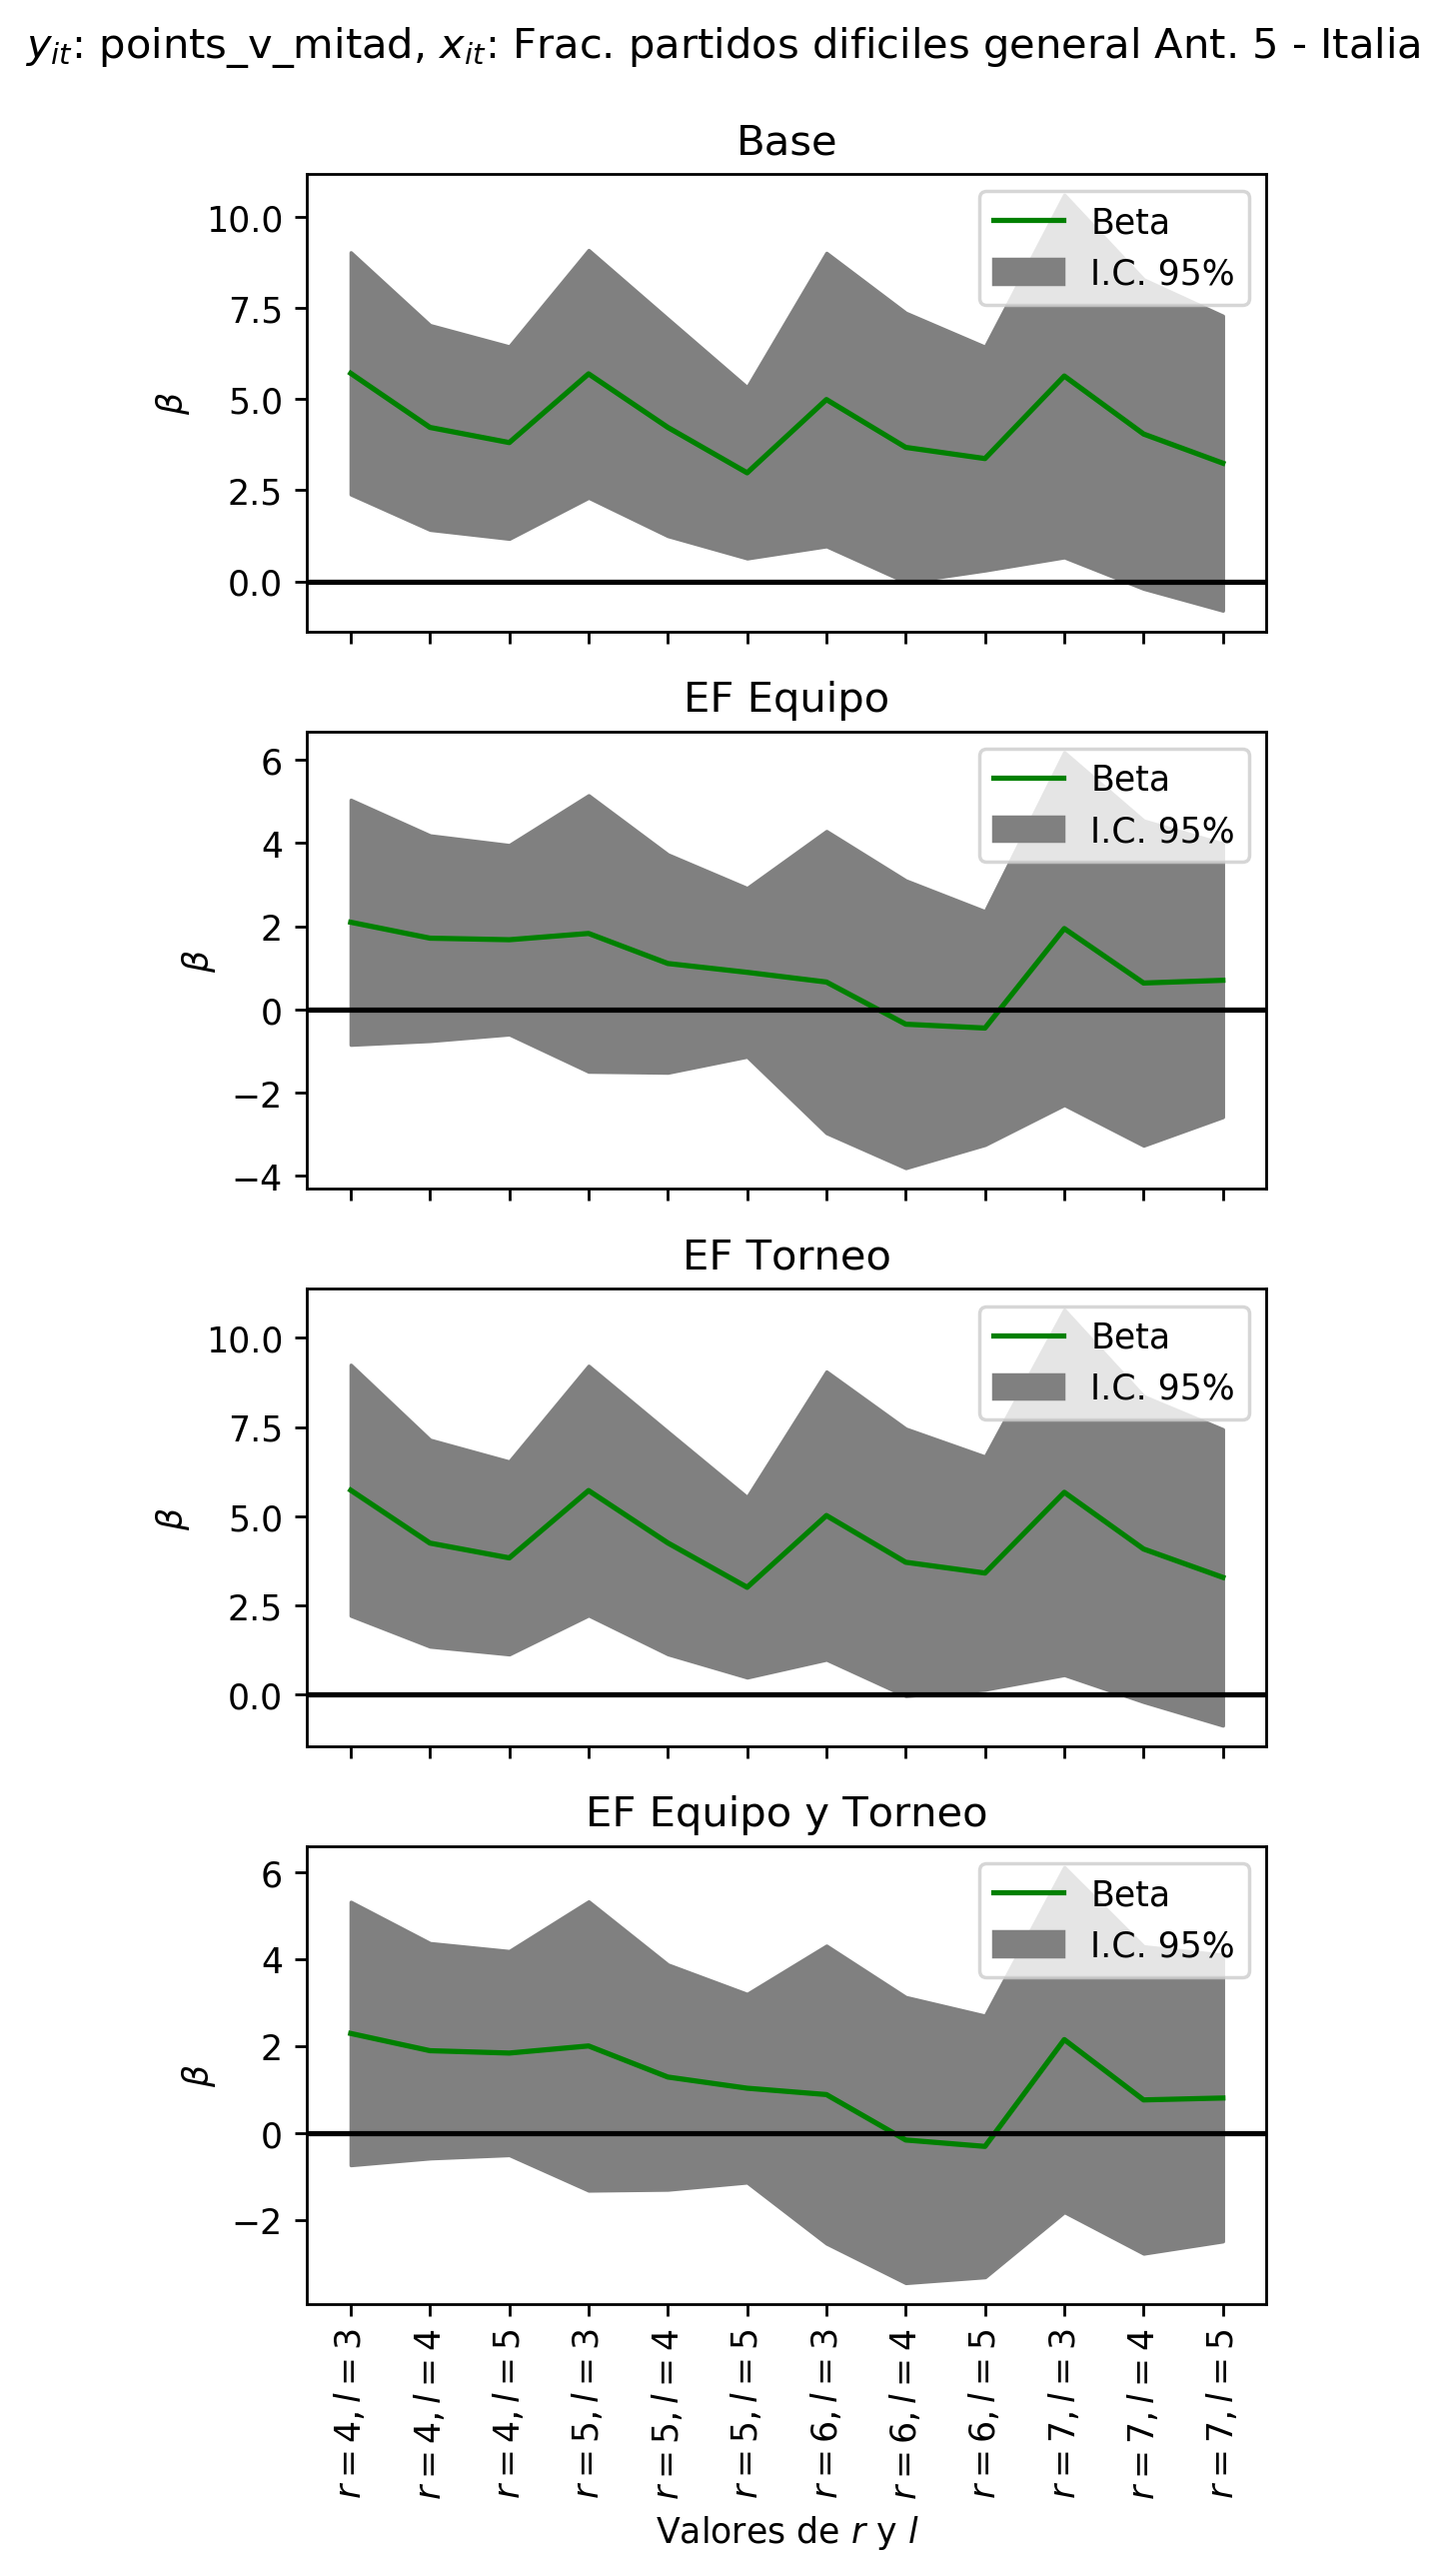 y_it: points_v_mitad, x_it: Frac. partidos dificiles general Ant. 5 - Italia
Base
10.0
7.5
5.0
2.5
0.0
β
Beta
I.C. 95%
EF Equipo
6
4
2
0
−2
−4
β
Beta
I.C. 95%
EF Torneo
10.0
7.5
5.0
2.5
0.0
β
Beta
I.C. 95%
EF Equipo y Torneo
6
4
2
0
−2
β
Beta
I.C. 95%
r = 4, l = 3
r = 4, l = 4
r = 4, l = 5
r = 5, l = 3
r = 5, l = 4
r = 5, l = 5
r = 6, l = 3
r = 6, l = 4
r = 6, l = 5
r = 7, l = 3
r = 7, l = 4
r = 7, l = 5
Valores de r y l